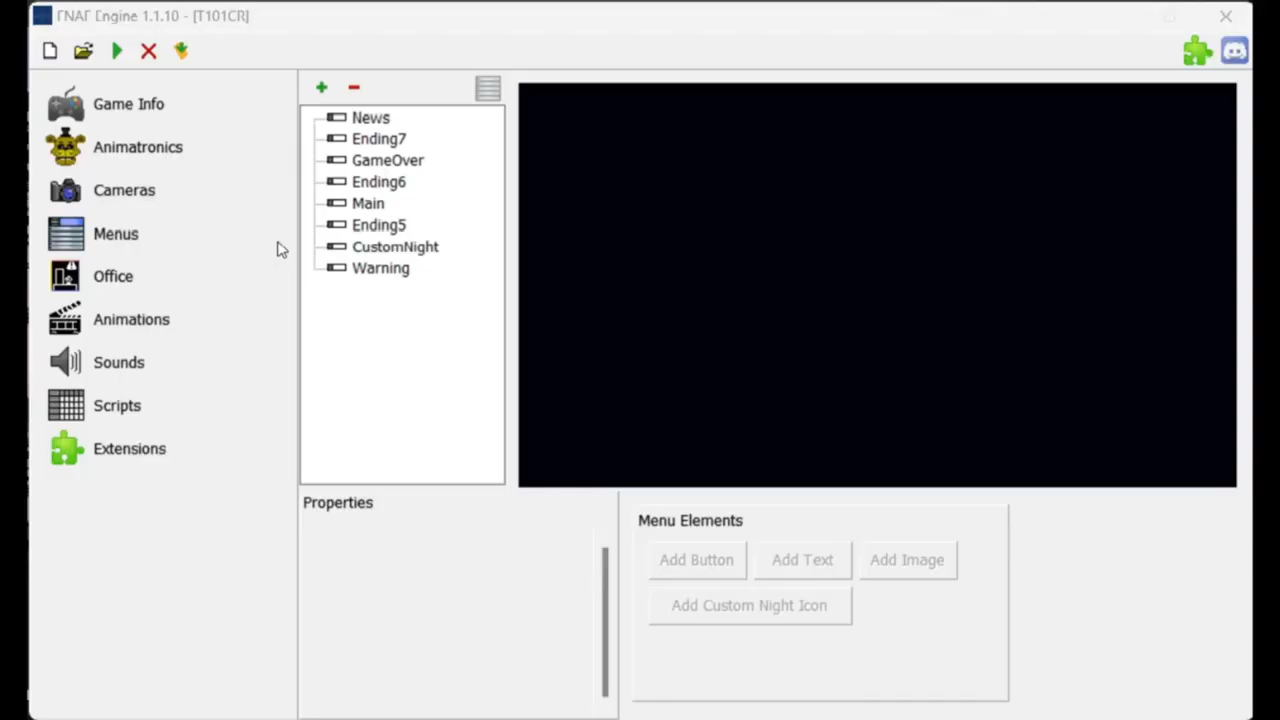 FNAF Engine 1.1.10 - [T101CR]
Game Info
Animatronics
Cameras
Menus
Office
Animations
Sounds
Scripts
Extensions
News
Ending7
GameOver
Ending6
Main
Ending5
CustomNight
Warning
Properties
Menu Elements
Add Button
Add Text
Add Image
Add Custom Night Icon